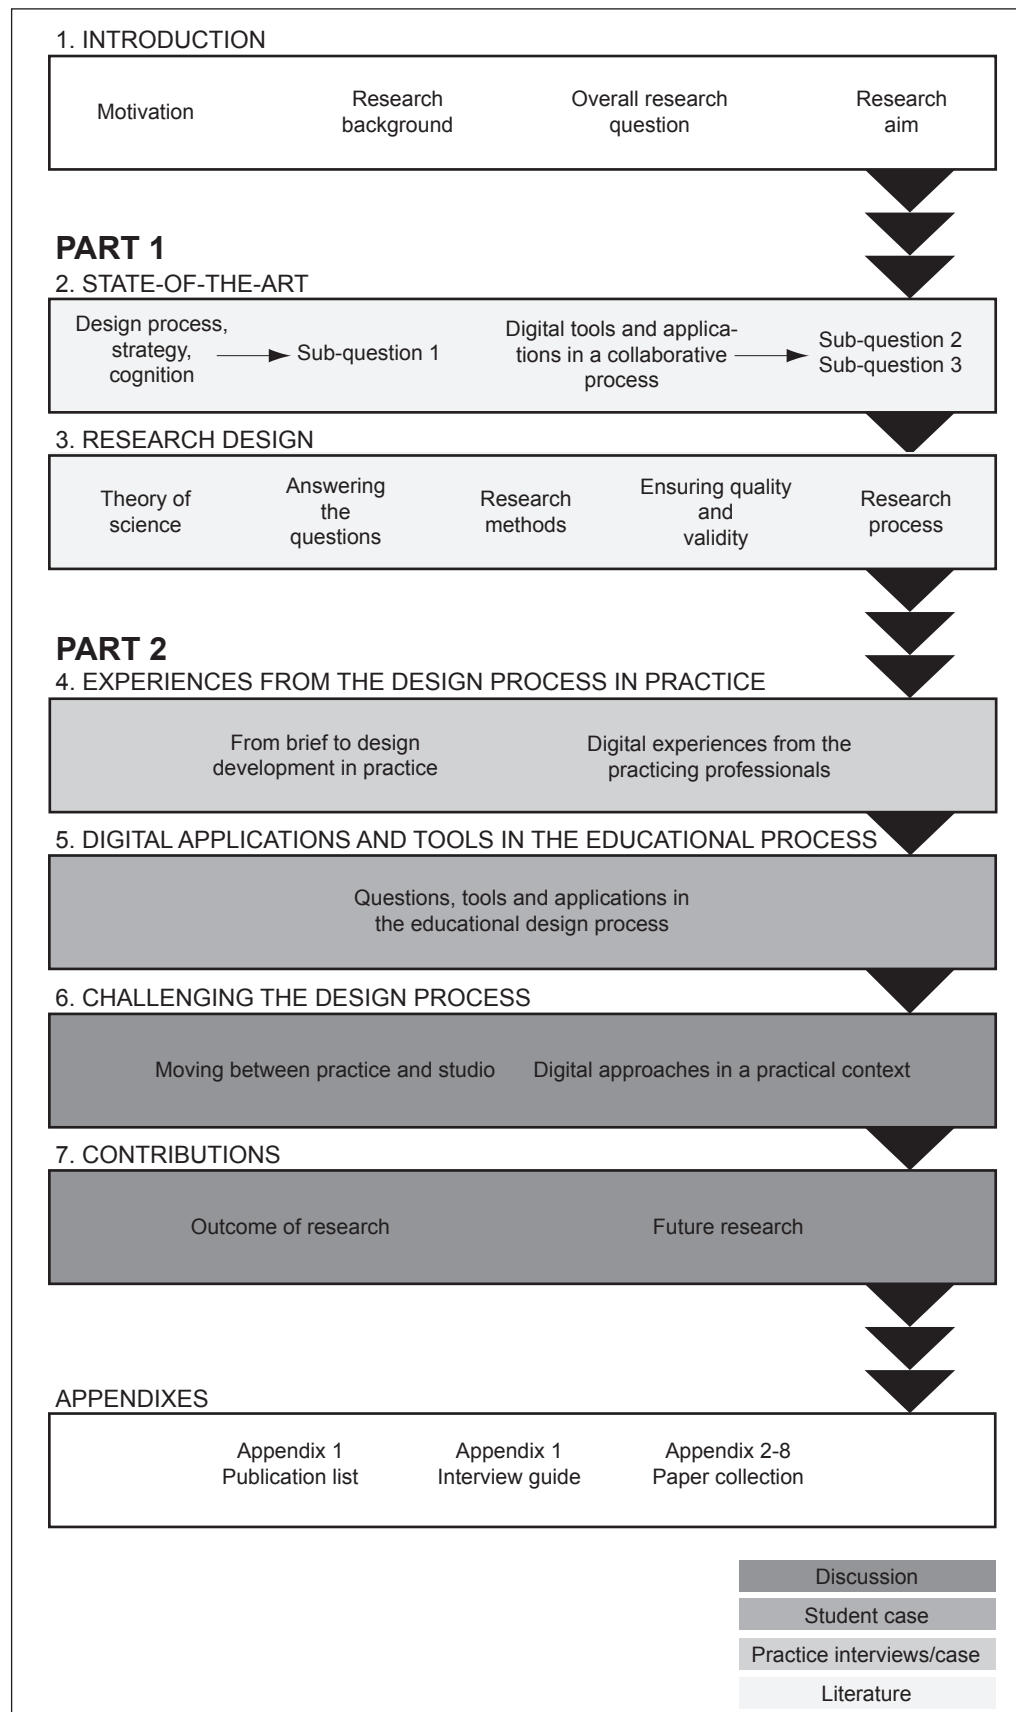 1. INTRODUCTION
Motivation
Research
background
Overall research
question
Research
aim
PART 1
2. STATE-OF-THE-ART
Design process,
strategy,
cognition
Sub-question 1
Digital tools and applica-
tions in a collaborative
process
Sub-question 2
Sub-question 3
3. RESEARCH DESIGN
Theory of
science
Answering
the
questions
Research
methods
Ensuring quality
and
validity
Research
process
PART 2
4. EXPERIENCES FROM THE DESIGN PROCESS IN PRACTICE
From brief to design
development in practice
Digital experiences from the
practicing professionals
5. DIGITAL APPLICATIONS AND TOOLS IN THE EDUCATIONAL PROCESS
Questions, tools and applications in
the educational design process
6. CHALLENGING THE DESIGN PROCESS
Moving between practice and studio
Digital approaches in a practical context
7. CONTRIBUTIONS
Outcome of research
Future research
APPENDIXES
Appendix 1
Publication list
Appendix 1
Interview guide
Appendix 2-8
Paper collection
Discussion
Student case
Practice interviews/case
Literature